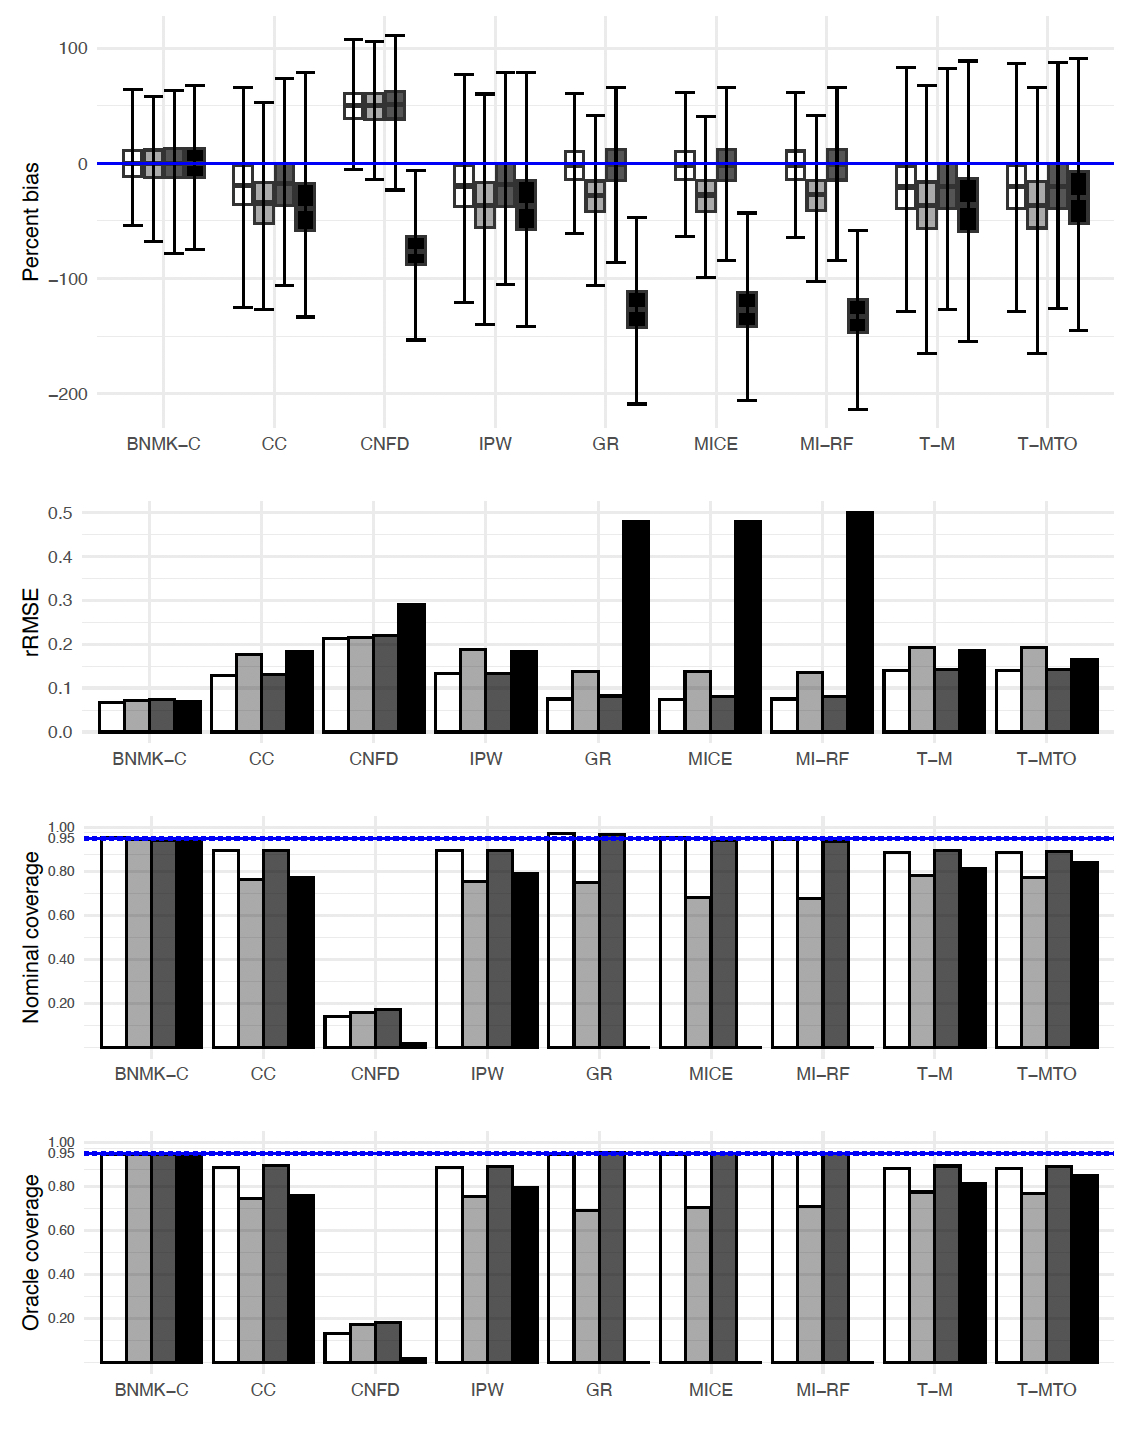 Percent bias
100
0
−100
−200
BNMK−C CC CNFD IPW GR MICE MI−RF T−M T−MTO
rRMSE
0.5
0.4
0.3
0.2
0.1
0.0
BNMK−C CC CNFD IPW GR MICE MI−RF T−M T−MTO
Nominal coverage
1.00
0.95
0.80
0.60
0.40
0.20
BNMK−C CC CNFD IPW GR MICE MI−RF T−M T−MTO
Oracle coverage
1.00
0.95
0.80
0.60
0.40
0.20
BNMK−C CC CNFD IPW GR MICE MI−RF T−M T−MTO